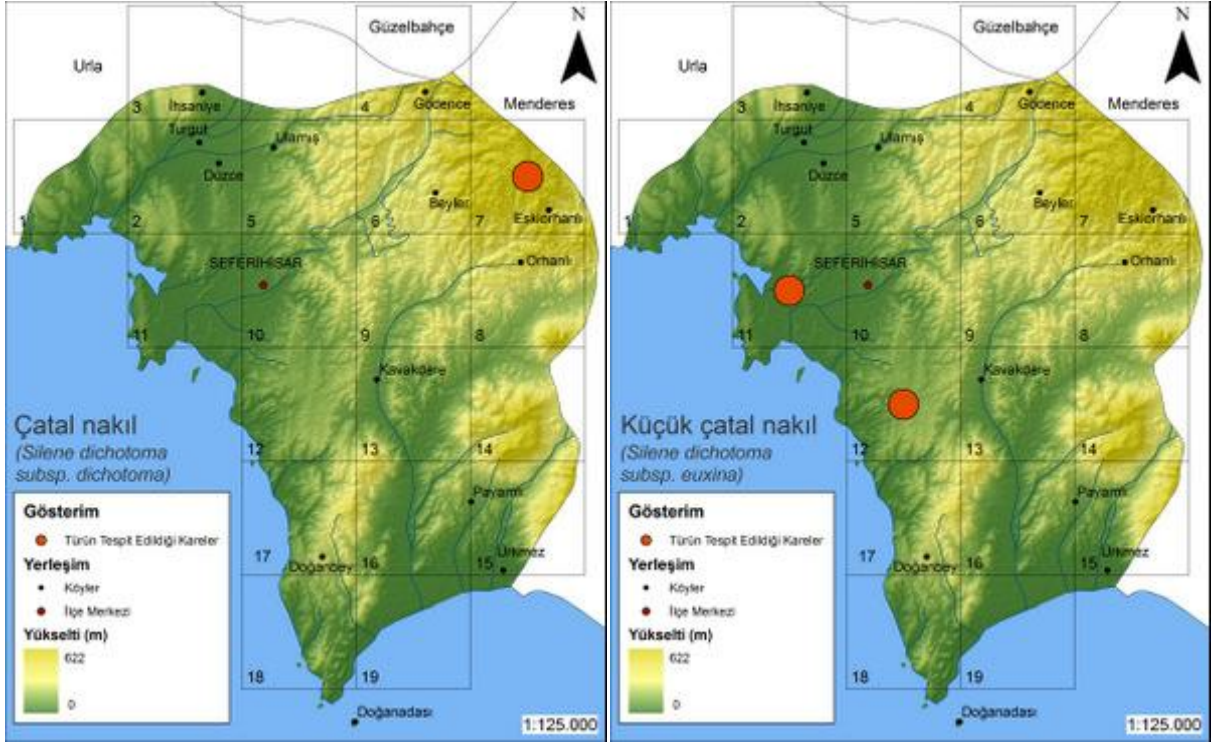 N
Güzelbahçe
Urla
Menderes
3
4
İhsaniye
Gödence
Turgut
Ulamış
Düzce
Beyler
Eskiorhanlı
1
2
5
6
7
SEFERİHİSAR
Orhanlı
11
10
9
8
Kavakdere
Çatal nakıl
(Silene dichotoma
subsp. dichotoma)
12
13
14
Payamlı
Gösterim
Türün Tespit Edildiği Kareler
Yerleşim
Köyler
İlçe Merkezi
Yükselti (m)
622
0
17
Doğanbey
16
15
Ürkmez
18
19
Doğanadası
1:125.000
N
Güzelbahçe
Urla
Menderes
3
4
İhsaniye
Gödence
Turgut
Ulamış
Düzce
Beyler
Eskiorhanlı
1
2
5
6
7
SEFERİHİSAR
Orhanlı
11
10
9
8
Kavakdere
Küçük çatal nakıl
(Silene dichotoma
subsp. euxina)
12
13
14
Payamlı
Gösterim
Türün Tespit Edildiği Kareler
Yerleşim
Köyler
İlçe Merkezi
Yükselti (m)
622
0
17
Doğanbey
16
15
Ürkmez
18
19
Doğanadası
1:125.000